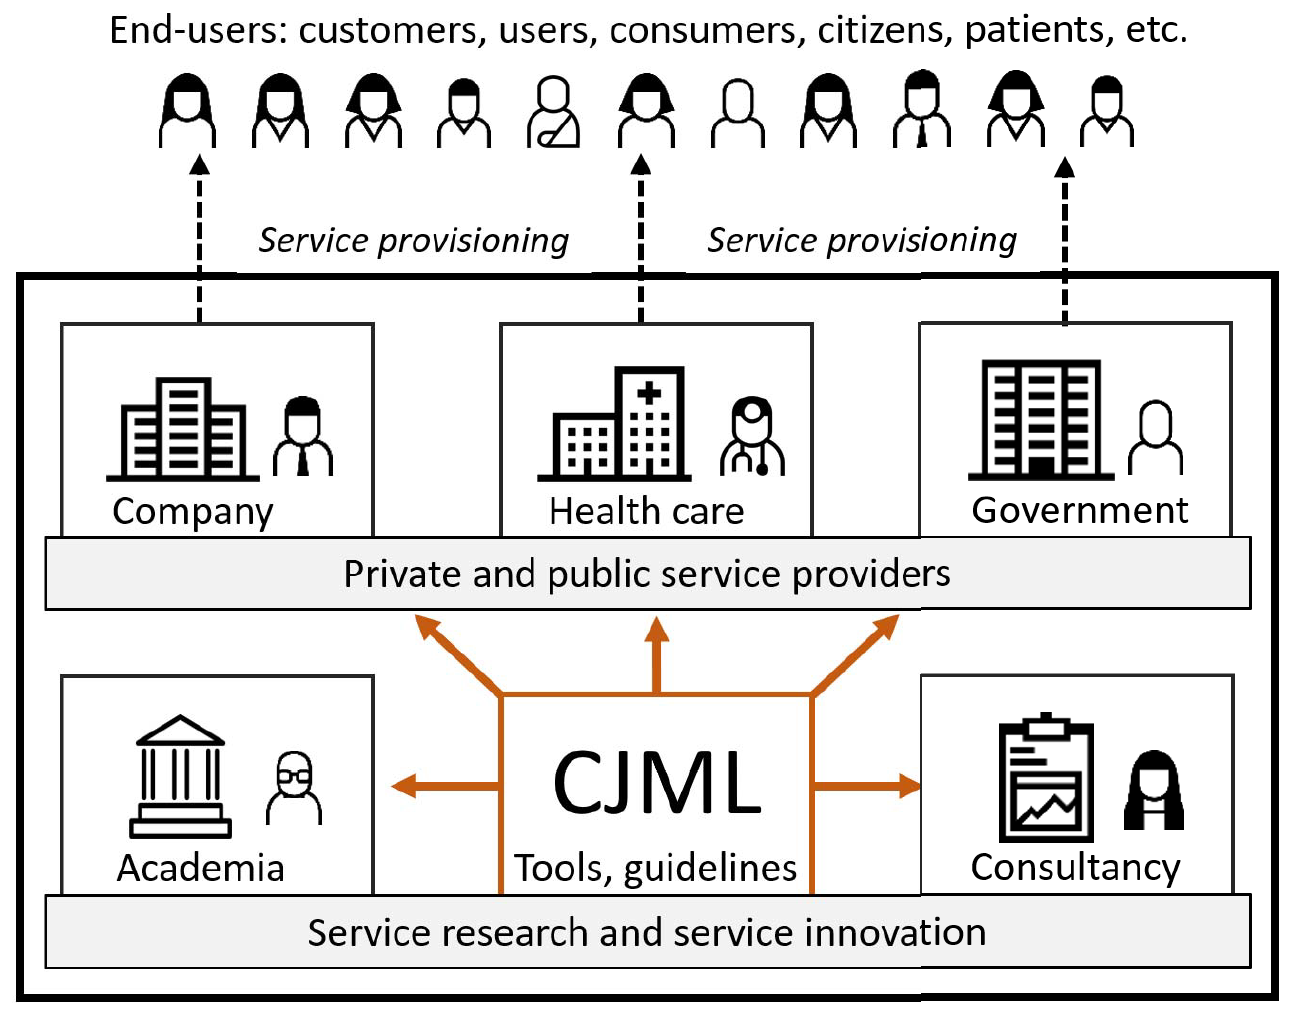 End-users: customers, users, consumers, citizens, patients, etc.
Service provisioning
Service provisioning
Company
Health care
Government
Private and public service providers
CJML
Tools, guidelines
Academia
Consultancy
Service research and service innovation